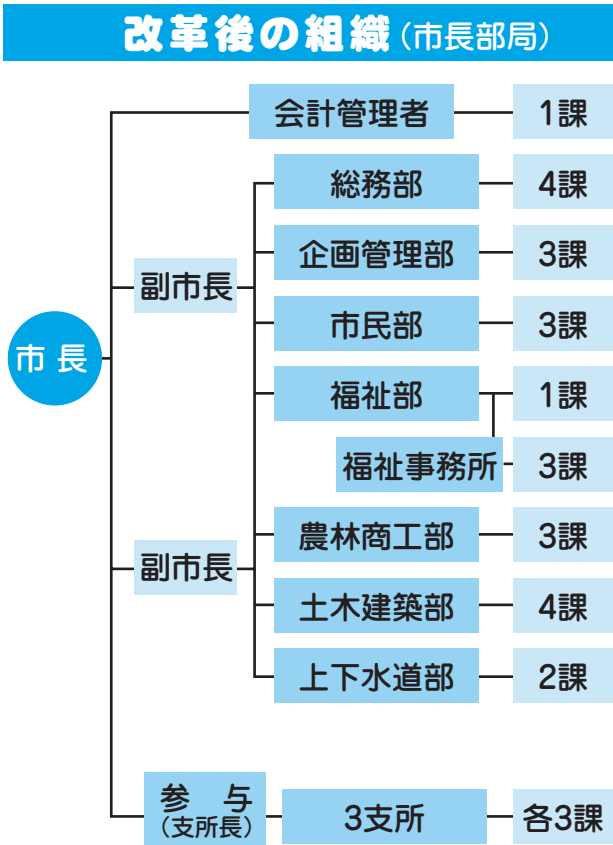 改革後の組織(市長部局)
会計管理者 1課
総務部 4課
企画管理部 3課
副市長
市民部 3課
市長
福祉部 1課
福祉事務所 3課
農林商工部 3課
副市長
土木建築部 4課
上下水道部 2課
参 与
(支所長)
3支所 各3課